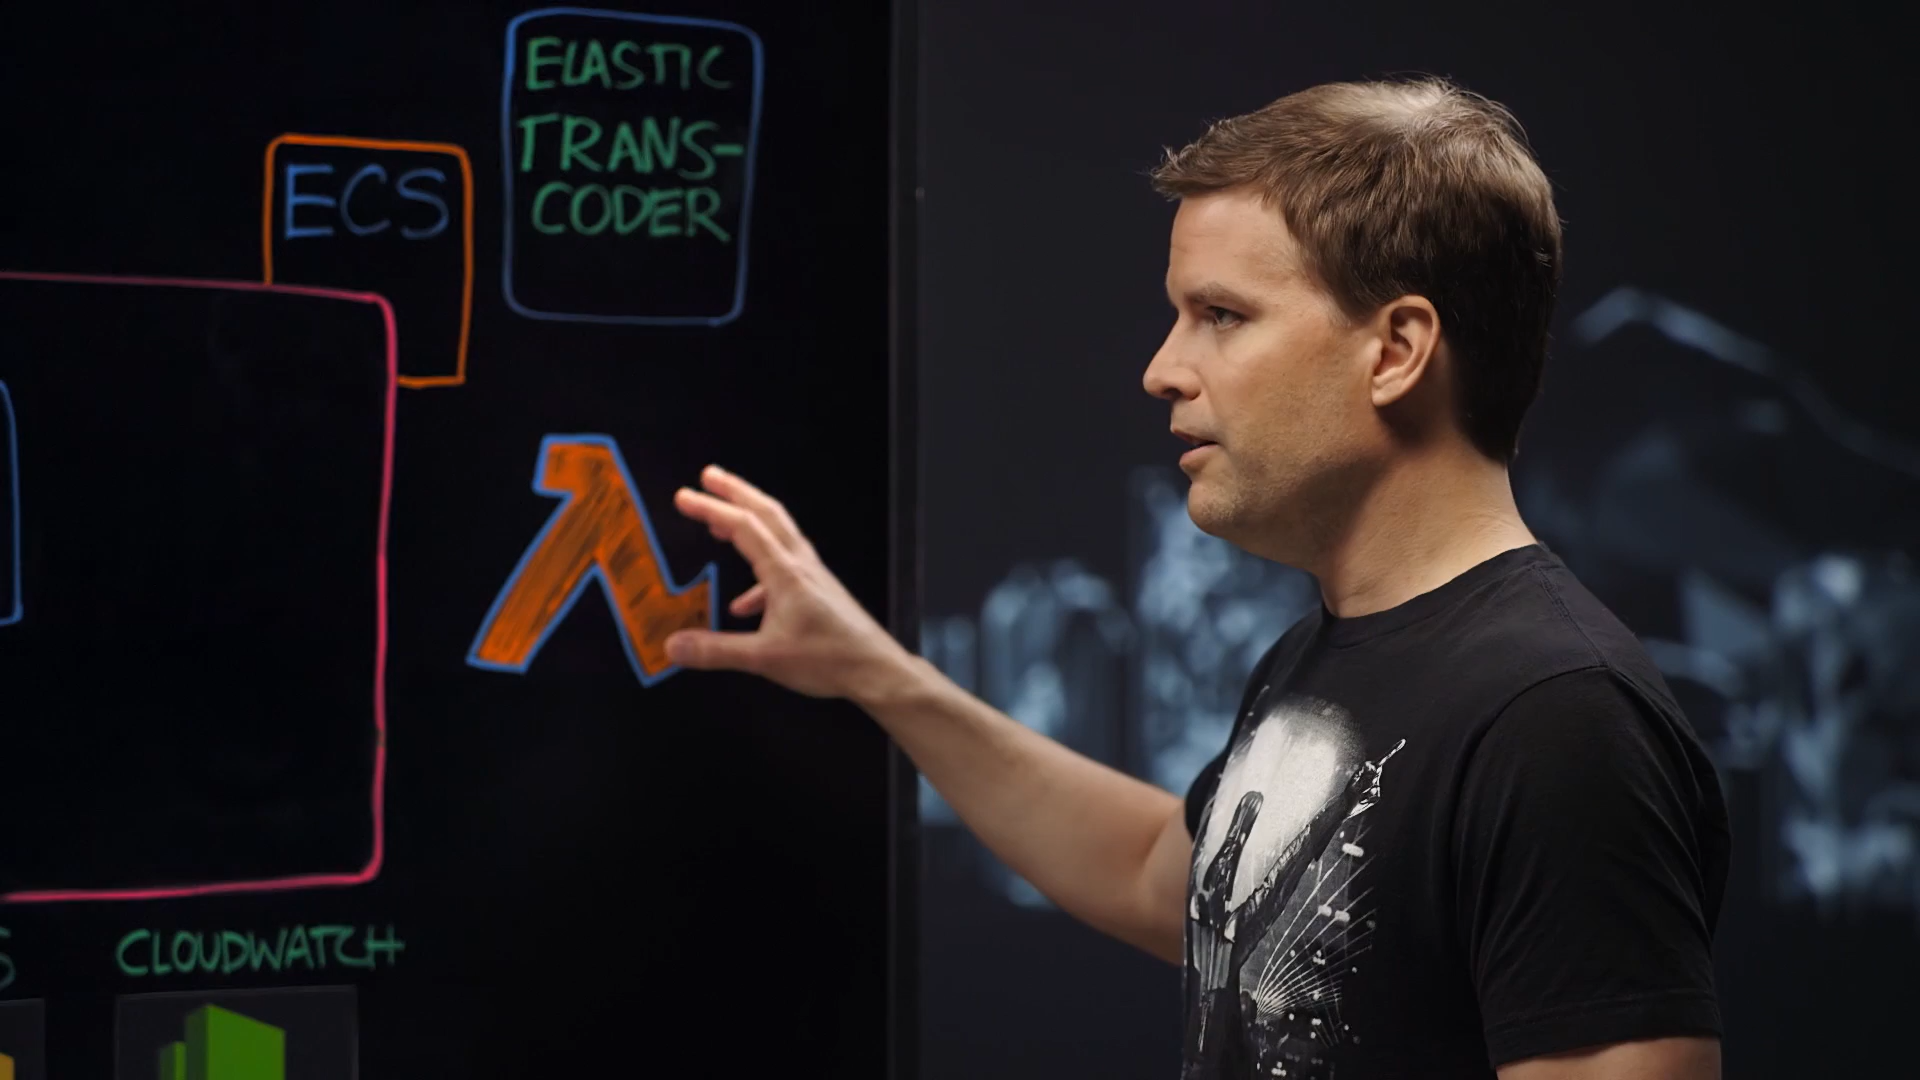 ELASTIC
TRANS-
CODER
ECS
S
CLOUDWATCH